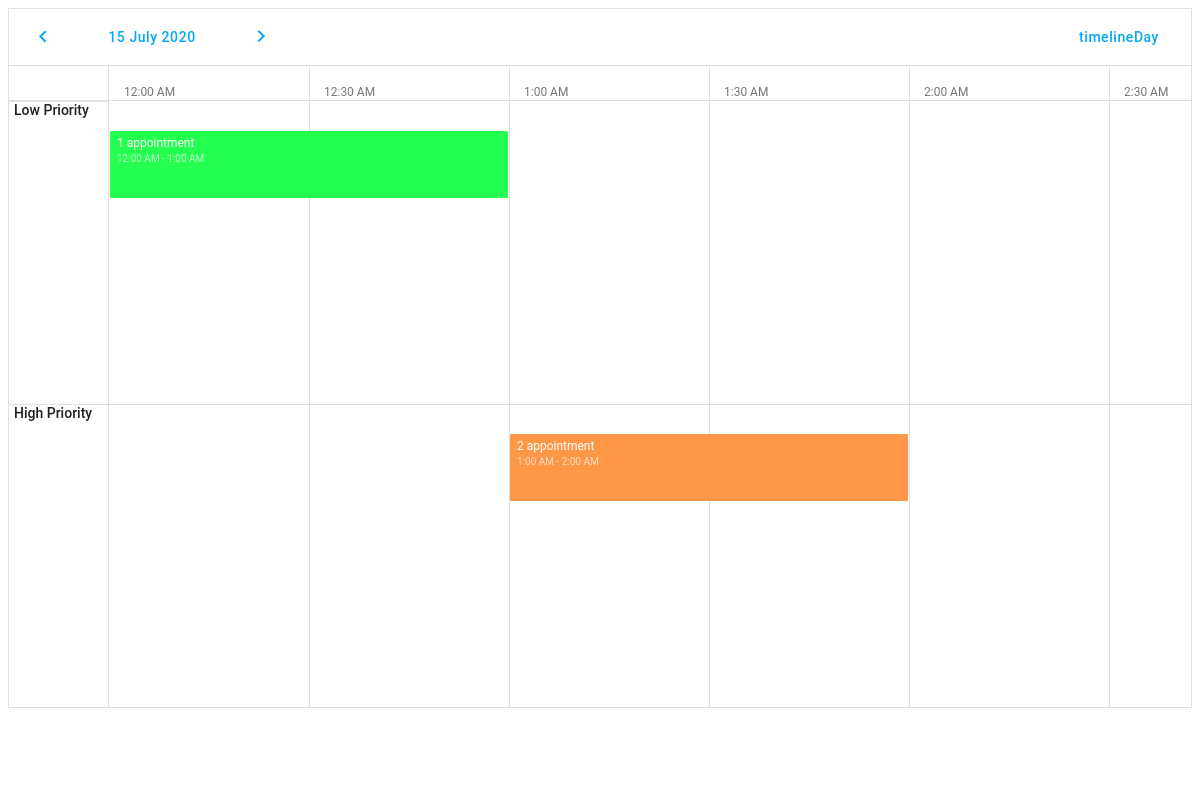 15 July 2020
timelineDay
12:00 AM
12:30 AM
1:00 AM
1:30 AM
2:00 AM
2:30 AM
Low Priority
1 appointment
12:00 AM - 1:00 AM
High Priority
2 appointment
1:00 AM - 2:00 AM